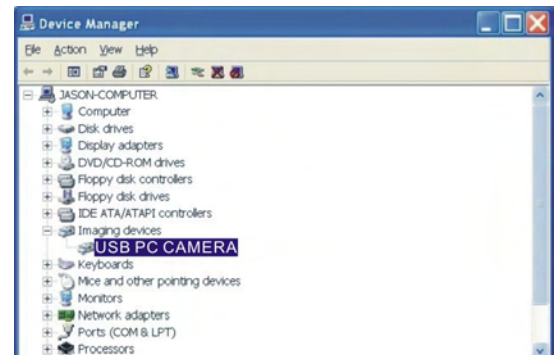 Device Manager
File Action View Help
JASON-COMPUTER
Computer
Disk drives
Display adapters
DVD/CD-ROM drives
Floppy disk controllers
Floppy disk drives
IDE ATA/ATAPI controllers
Imaging devices
USB PC CAMERA
Keyboards
Mice and other pointing devices
Monitors
Network adapters
Ports (COM & LPT)
Processors